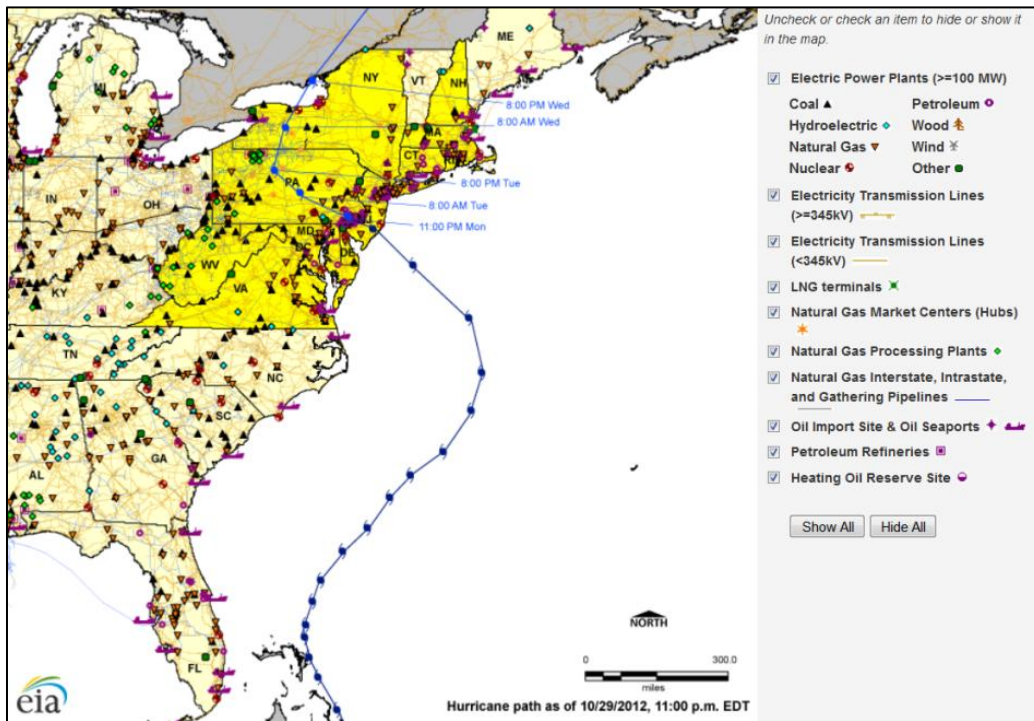 Uncheck or check an item to hide or show it
in the map.
Electric Power Plants (>=100 MW)
Coal
Petroleum
Hydroelectric
Wood
Natural Gas
Wind
Nuclear
Other
Electricity Transmission Lines
(>=345kV)
Electricity Transmission Lines
(<345kV)
LNG terminals
Natural Gas Market Centers (Hubs)
Natural Gas Processing Plants
Natural Gas Interstate, Intrastate,
and Gathering Pipelines
Oil Import Site & Oil Seaports
Petroleum Refineries
Heating Oil Reserve Site
Show All
Hide All
ME
NY
VT
NH
MI
8:00 PM Wed
8:00 AM Wed
MA
CT
RI
8:00 PM Tue
PA
IN
OH
8:00 AM Tue
NJ
11:00 PM Mon
MD
DC
DE
WV
VA
KY
TN
NC
SC
GA
AL
FL
NORTH
0
300.0
miles
eia
Hurricane path as of 10/29/2012, 11:00 p.m. EDT